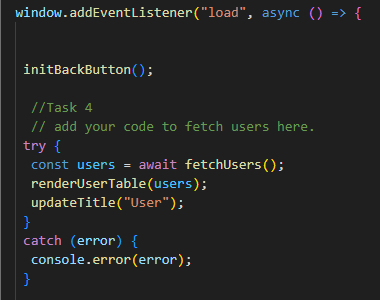 window.addEventListener("load", async () => {
initBackButton();
//Task 4
// add your code to fetch users here.
try {
const users = await fetchUsers();
renderUserTable(users);
updateTitle("User");
}
catch (error) {
console.error(error);
}